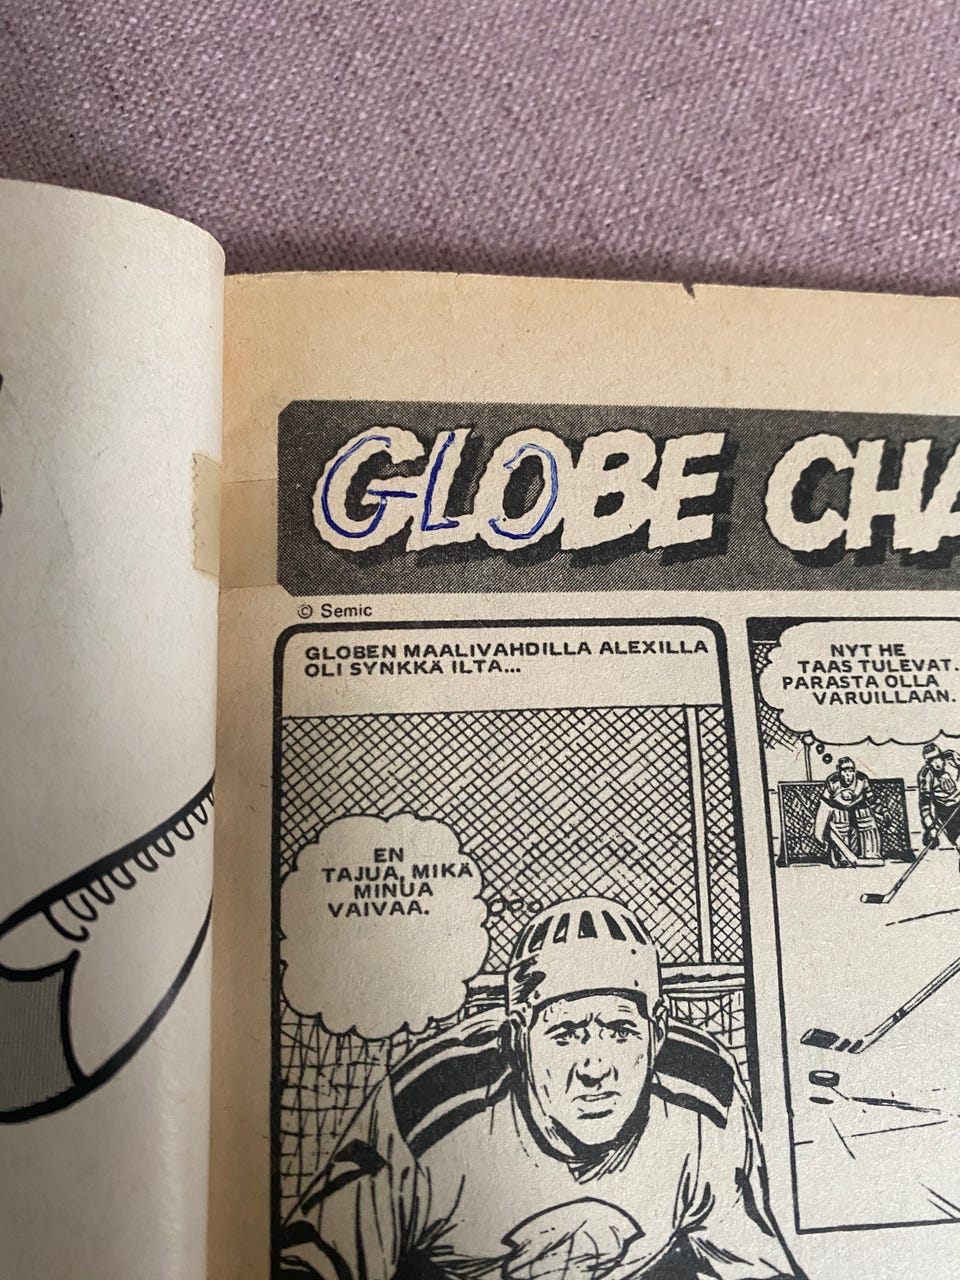 GLOBE CHA
© Semic
GLOBEN MAALIVAHDILLA ALEXILLA
OLI SYNKKÄ ILTA...
EN
TAJUA, MIKÄ
MINUA
VAIVAA.
NYT HE
TAAS TULEVAT.
PARASTA OLLA
VARUILLAAN.